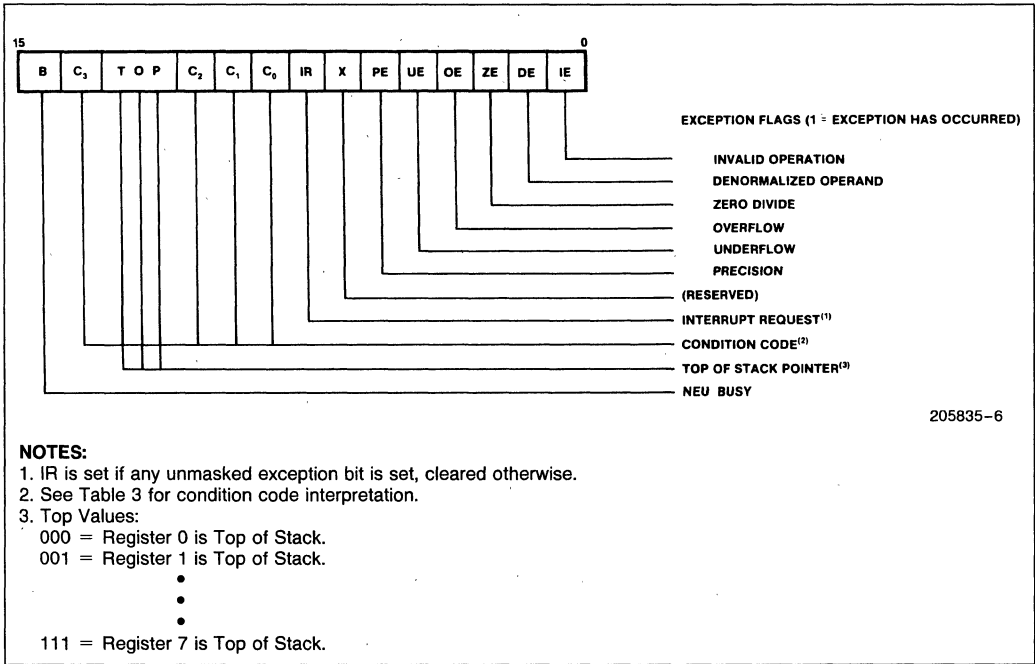 15 0
B C₃ T O P C₂ C₁ C₀ IR X PE UE OE ZE DE IE
EXCEPTION FLAGS (1 = EXCEPTION HAS OCCURRED)
INVALID OPERATION
DENORMALIZED OPERAND
ZERO DIVIDE
OVERFLOW
UNDERFLOW
PRECISION
(RESERVED)
INTERRUPT REQUEST⁽¹⁾
CONDITION CODE⁽²⁾
TOP OF STACK POINTER⁽³⁾
NEU BUSY
205835–6
NOTES:
1. IR is set if any unmasked exception bit is set, cleared otherwise.
2. See Table 3 for condition code interpretation.
3. Top Values:
000 = Register 0 is Top of Stack.
001 = Register 1 is Top of Stack.
•
•
•
111 = Register 7 is Top of Stack.